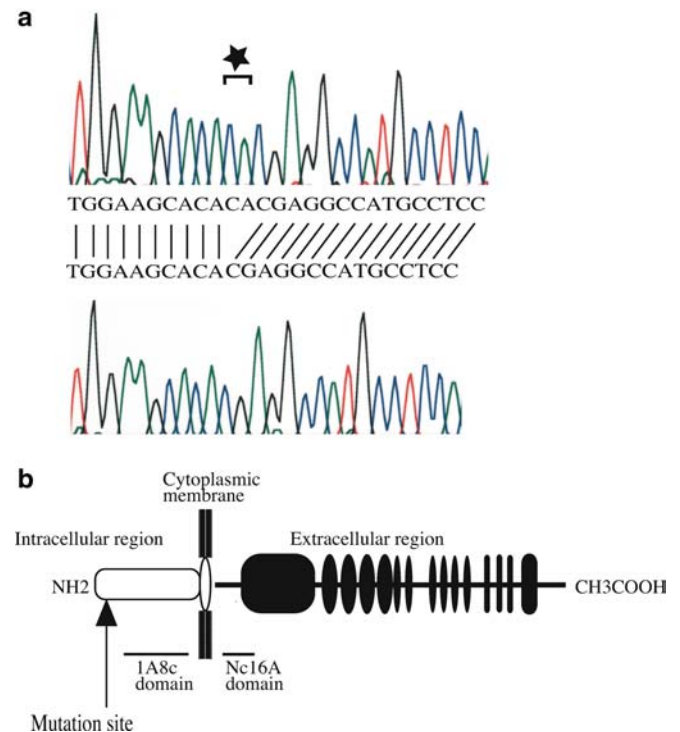 a
TGGAAGCACACACGAGGCCATGCCTCC
TGGAAGCACACGAGGCCATGCCTCC
b
Cytoplasmic
membrane
Intracellular region
Extracellular region
NH2
CH3COOH
1A8c
domain
Nc16A
domain
Mutation site